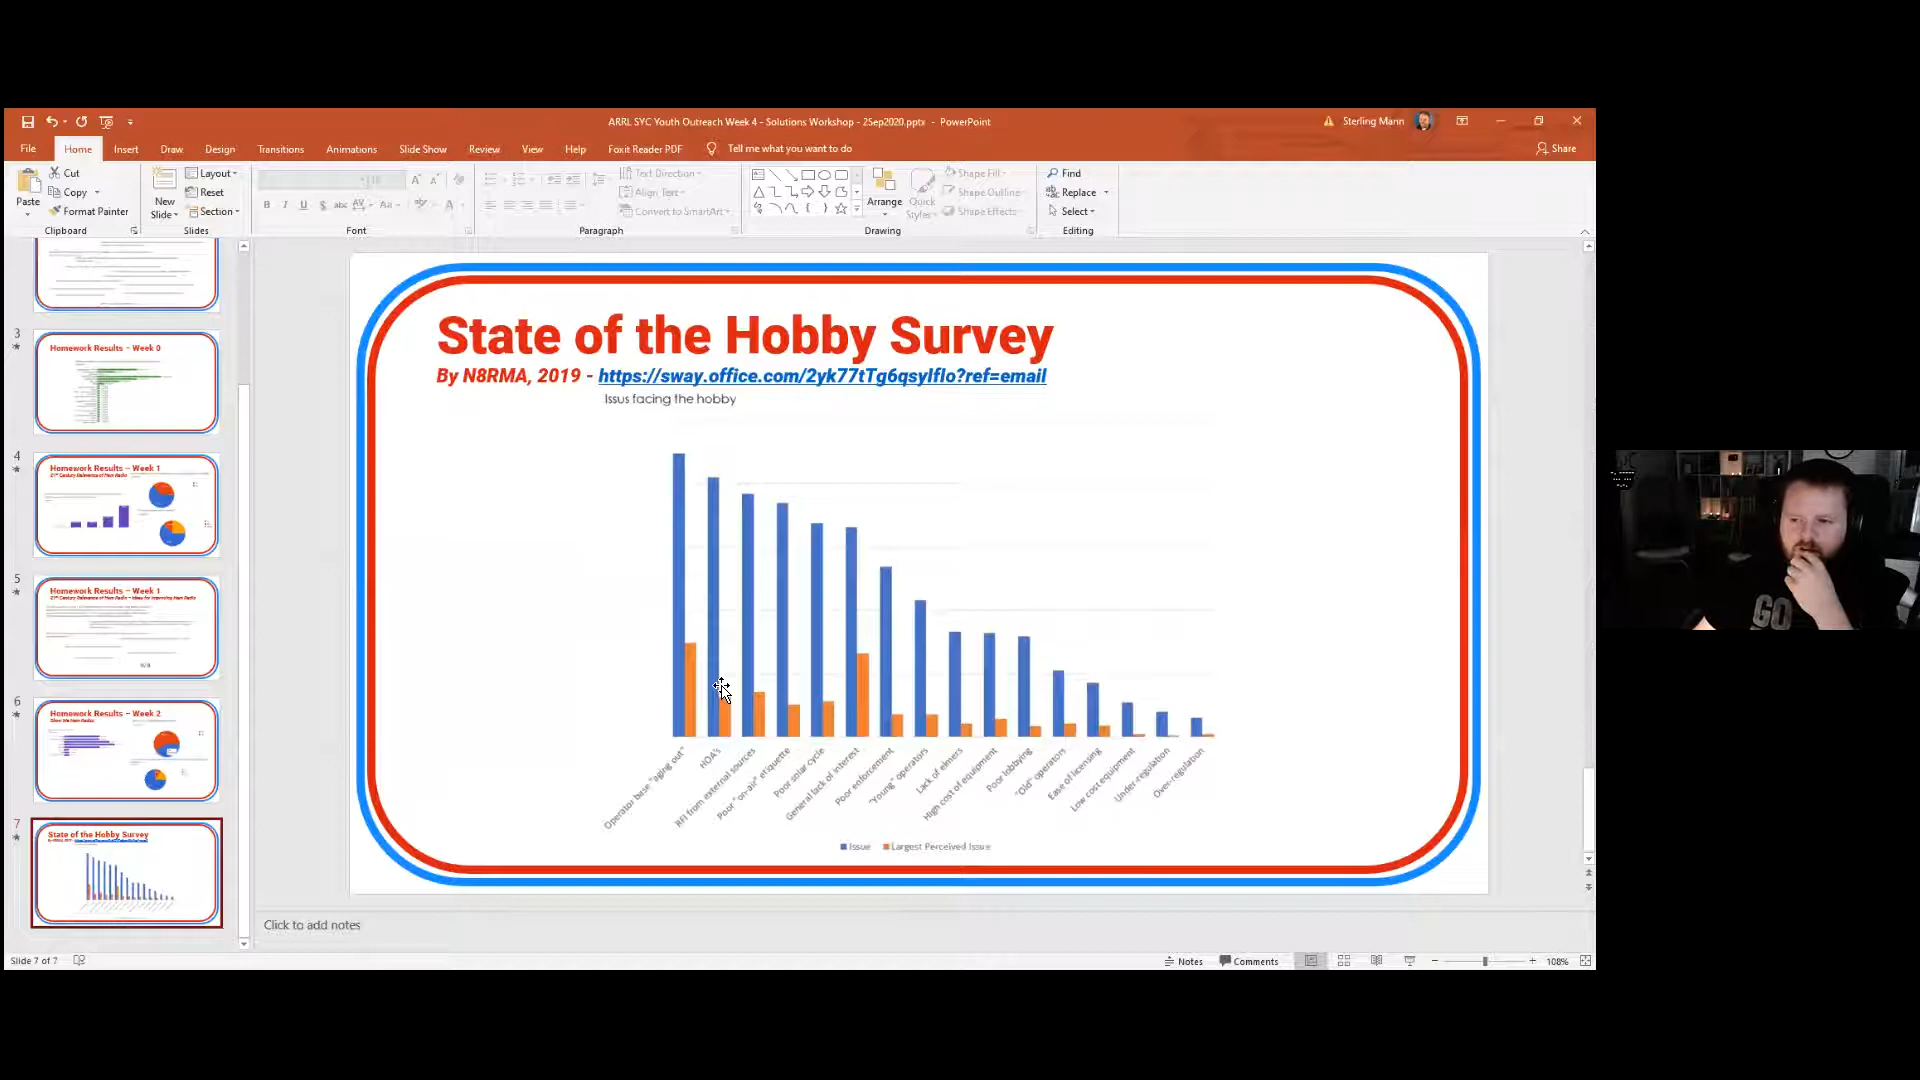 ARRL SYC Youth Outreach Week 4 - Solutions Workshop - 2Sep2020.pptx - PowerPoint
Sterling Mann
File Home Insert Draw Design Transitions Animations Slide Show Review View Help Foxit Reader PDF Tell me what you want to do
Share
Paste
Cut
Copy
Format Painter
Clipboard
New
Slide
Layout
Reset
Section
Slides
Font
Text Direction
Align Text
Convert to SmartArt
Paragraph
Arrange
Quick
Styles
Shape Fill
Shape Outline
Shape Effects
Drawing
Find
Replace
Select
Editing
3
Homework Results - Week 0
4
Homework Results - Week 1
21st Century Relevance of Ham Radio
5
Homework Results - Week 1
6
Homework Results - Week 2
7
State of the Hobby Survey
State of the Hobby Survey
By N8RMA, 2019 - https://sway.office.com/2yk77tTg6qsylflo?ref=email
Issus facing the hobby
Operator base "aging out"
HOA's
RFI from external sources
Poor "on-air" etiquette
Poor solar cycle
General lack of interest
Poor enforcement
"Young" operators
Lack of elmers
High cost of equipment
Poor lobbying
"Old" operators
Ease of licensing
Low cost equipment
Under-regulation
Over-regulation
Issue Largest Perceived Issue
Click to add notes
Slide 7 of 7
Notes Comments 108%
GO